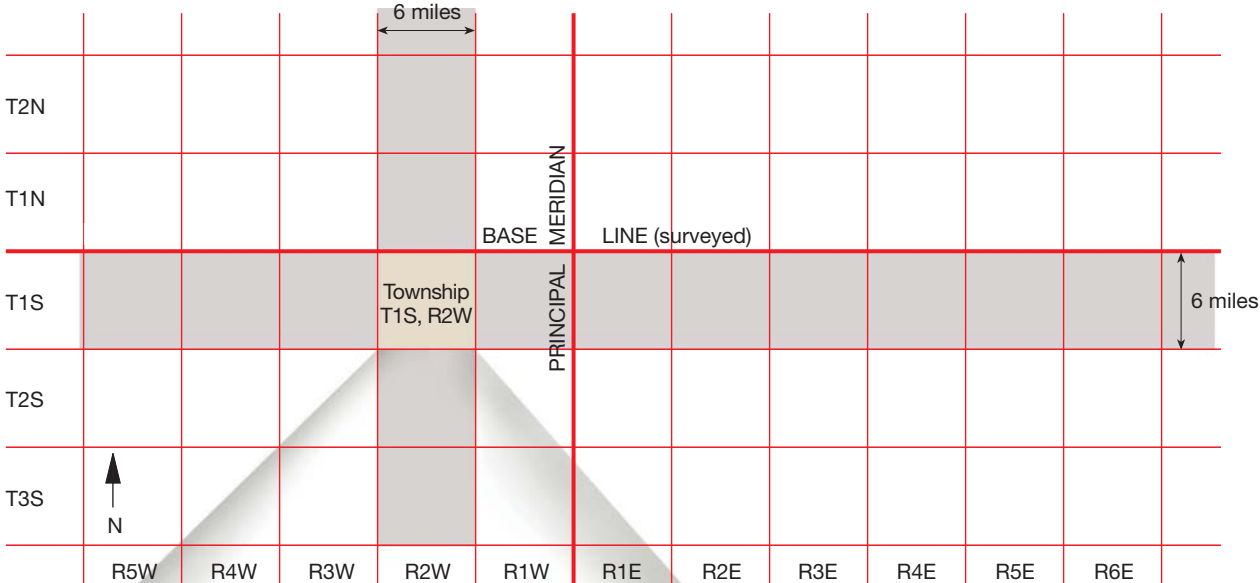 6 miles
T2N
T1N
PRINCIPAL MERIDIAN
BASE LINE (surveyed)
T1S
Township
T1S, R2W
6 miles
T2S
T3S
N
R5W R4W R3W R2W R1W R1E R2E R3E R4E R5E R6E